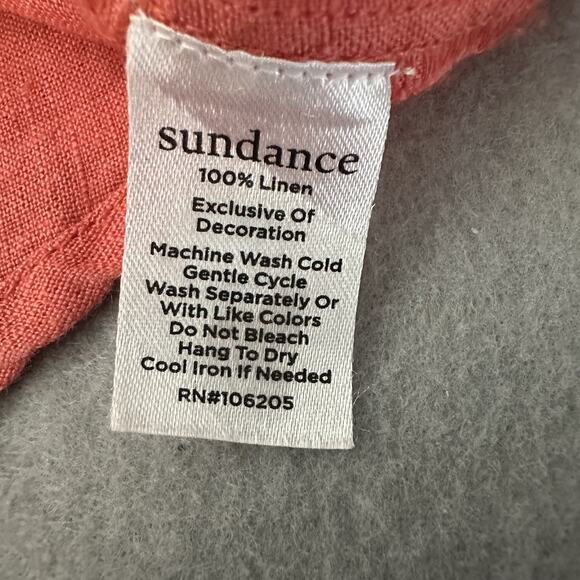 sundance
100% Linen
Exclusive Of
Decoration
Machine Wash Cold
Gentle Cycle
Wash Separately Or
With Like Colors
Do Not Bleach
Hang To Dry
Cool Iron If Needed
RN#106205